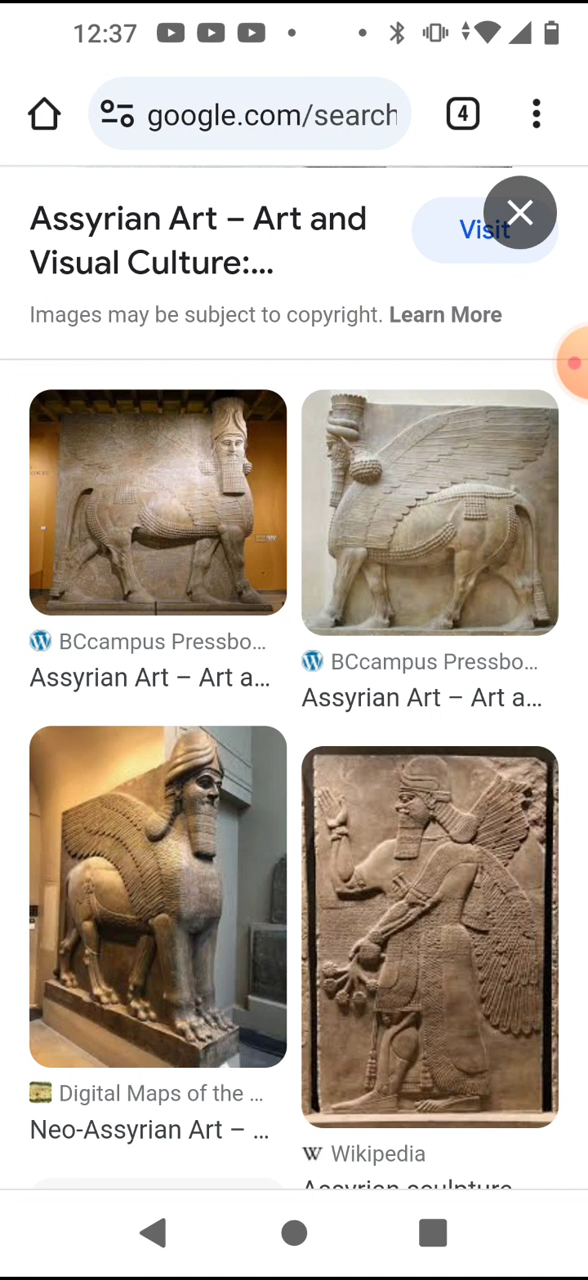 12:37
google.com/search
4
Assyrian Art – Art and
Visual Culture:...
Visit
Images may be subject to copyright. Learn More
BCcampus Pressbo...
Assyrian Art – Art a...
BCcampus Pressbo...
Assyrian Art – Art a...
Digital Maps of the ...
Neo-Assyrian Art – ...
W Wikipedia
Assyrian sculpture